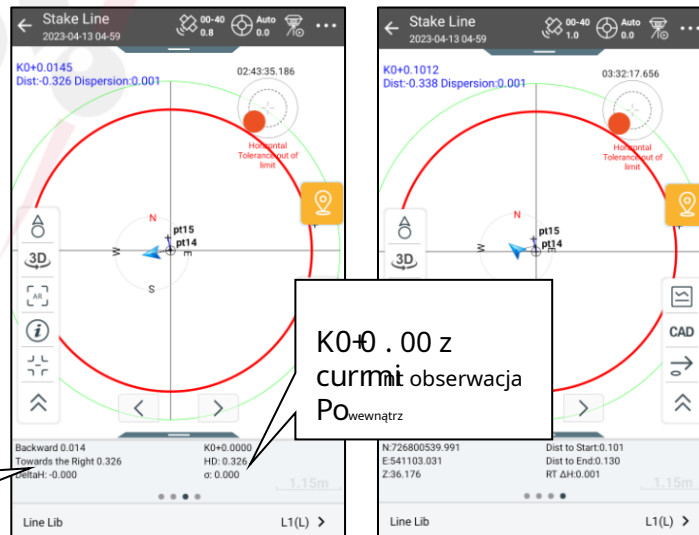 Stake Line
2023-04-13 04-59
00-40
0.8
Auto
0.0
K0+0.0145
Dist:-0.326 Dispersion:0.001
02:43:35.186
Horizontal
Tolerance out of
limit
N
pt15
pt14
W
E
S
3D
AR
Backward 0.014
Towards the Right 0.326
DeltaH: -0.000
K0+0.0000
HD: 0.326
σ: 0.000
1.15m
Line Lib
L1(L)
Stake Line
2023-04-13 04-59
00-40
1.0
Auto
0.0
K0+0.1012
Dist:-0.338 Dispersion:0.001
03:32:17.656
Horizontal
Tolerance out of
limit
N
pt15
pt14
W
E
3D
CAD
N:726800539.991
E:541103.031
Z:36.176
Dist to Start:0.101
Dist to End:0.130
RT ΔH:0.001
1.15m
Line Lib
L1(L)
K0+0.00 z
obserwacja
Po wewnątrz